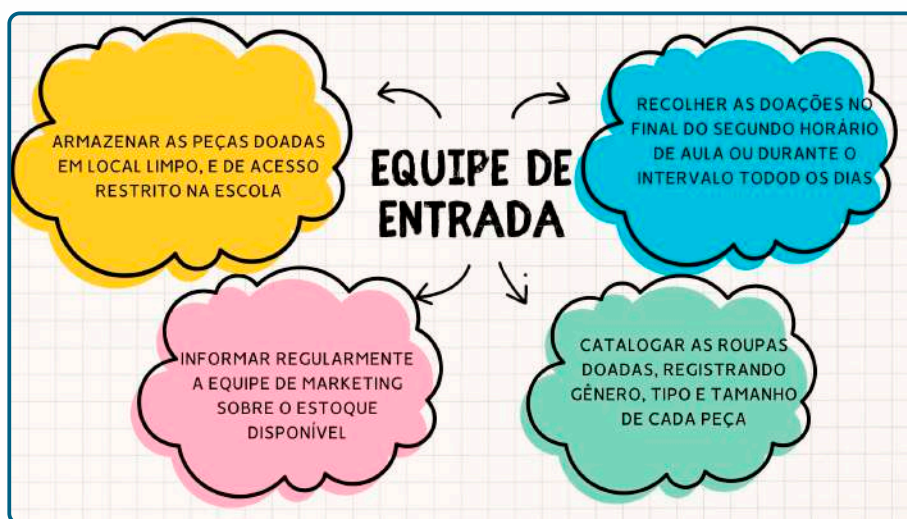 EQUIPE DE
ENTRADA
ARMAZENAR AS PEÇAS DOADAS
EM LOCAL LIMPO, E DE ACESSO
RESTRITO NA ESCOLA
RECOLHER AS DOAÇÕES NO
FINAL DO SEGUNDO HORÁRIO
DE AULA OU DURANTE O
INTERVALO TODOD OS DIAS
INFORMAR REGULARMENTE
A EQUIPE DE MARKETING
SOBRE O ESTOQUE
DISPONÍVEL
CATALOGAR AS ROUPAS
DOADAS, REGISTRANDO
GÊNERO, TIPO E TAMANHO
DE CADA PEÇA